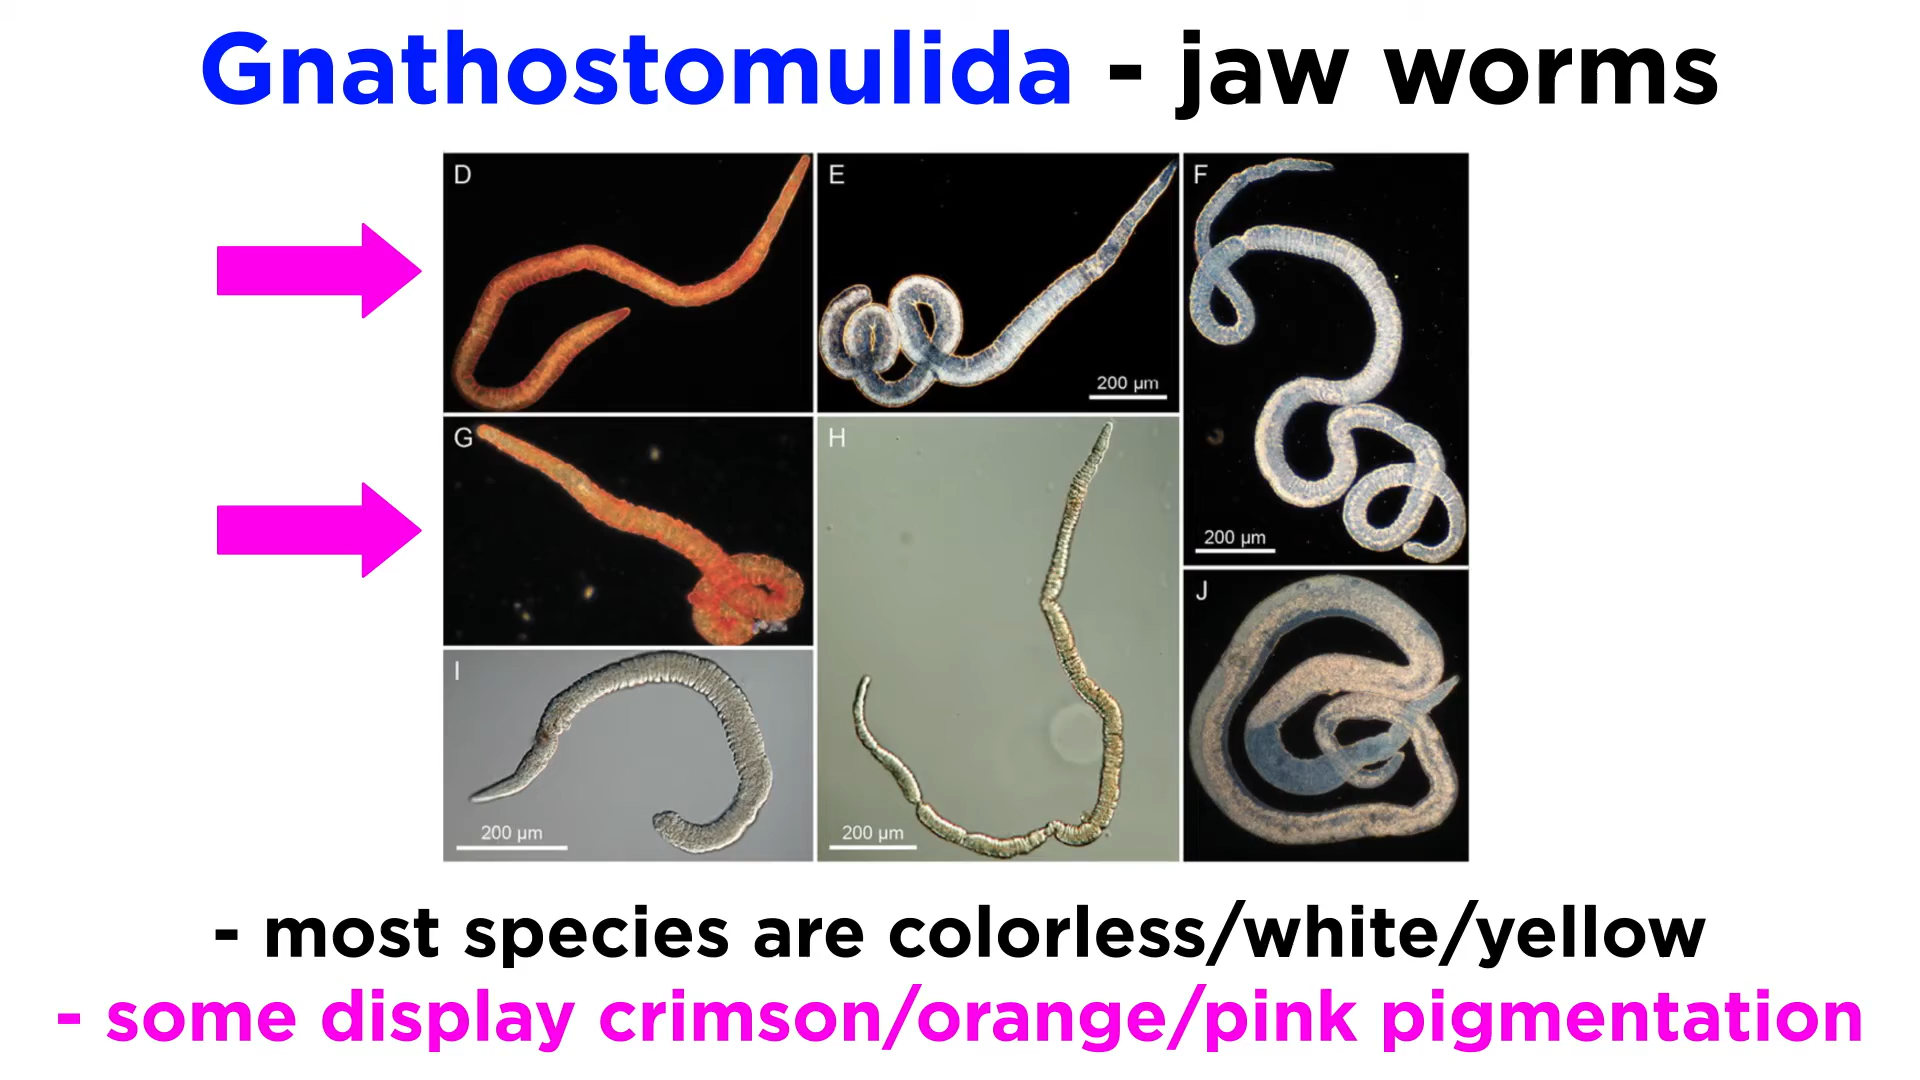 Gnathostomulida - jaw worms
D
E
200 µm
F
200 µm
G
H
200 µm
I
200 µm
J
- most species are colorless/white/yellow
- some display crimson/orange/pink pigmentation